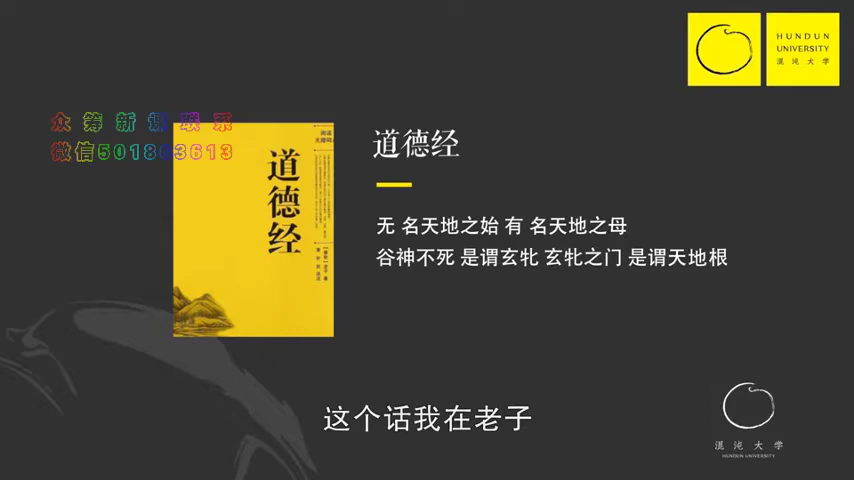 HUNDUN
UNIVERSITY
混沌大学
众筹新课联系
微信501863613
道德经
道德经
无 名天地之始 有 名天地之母
谷神不死 是谓玄牝 玄牝之门 是谓天地根
这个话我在老子
混沌大学
HUNDUN UNIVERSITY